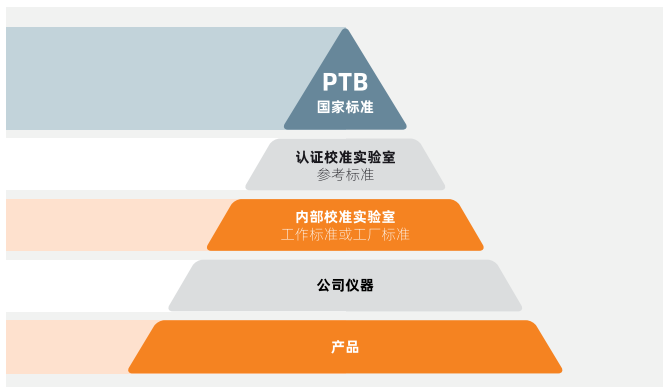 PTB
国家标准
认证校准实验室
参考标准
内部校准实验室
工作标准或工厂标准
公司仪器
产品